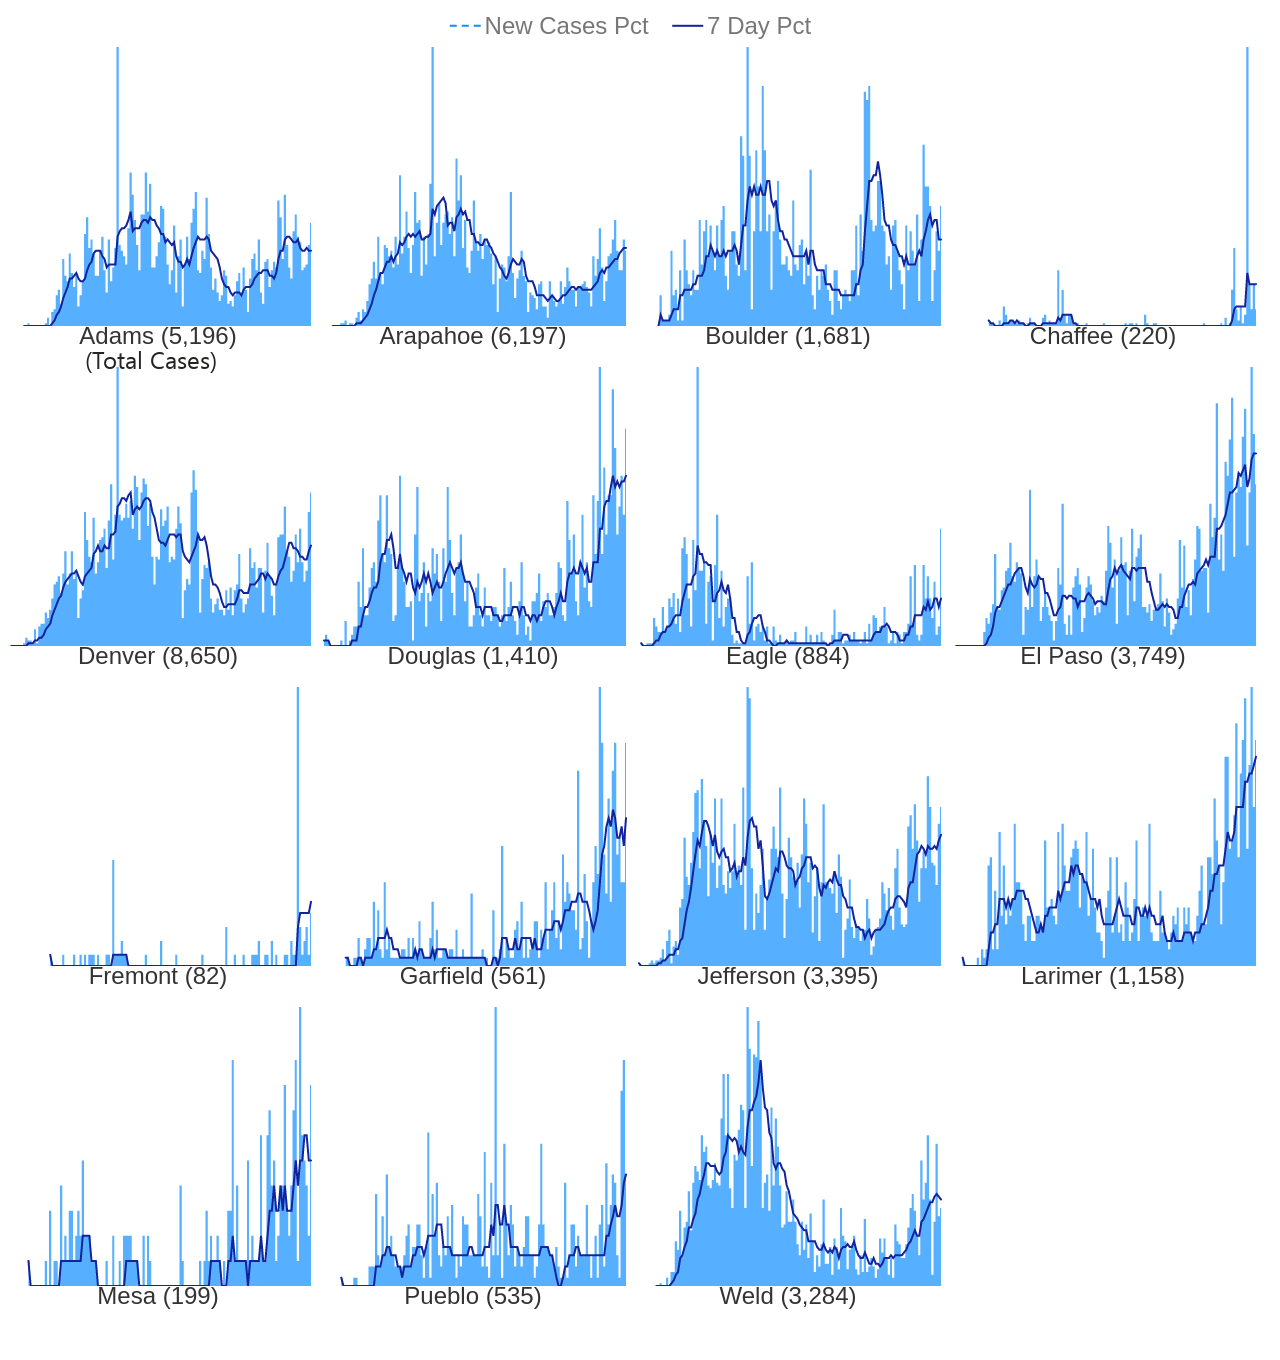 New Cases Pct 7 Day Pct
Adams (5,196) Arapahoe (6,197) Boulder (1,681) Chaffee (220)
(Total Cases)
Denver (8,650) Douglas (1,410) Eagle (884) El Paso (3,749)
Fremont (82) Garfield (561) Jefferson (3,395) Larimer (1,158)
Mesa (199) Pueblo (535) Weld (3,284)